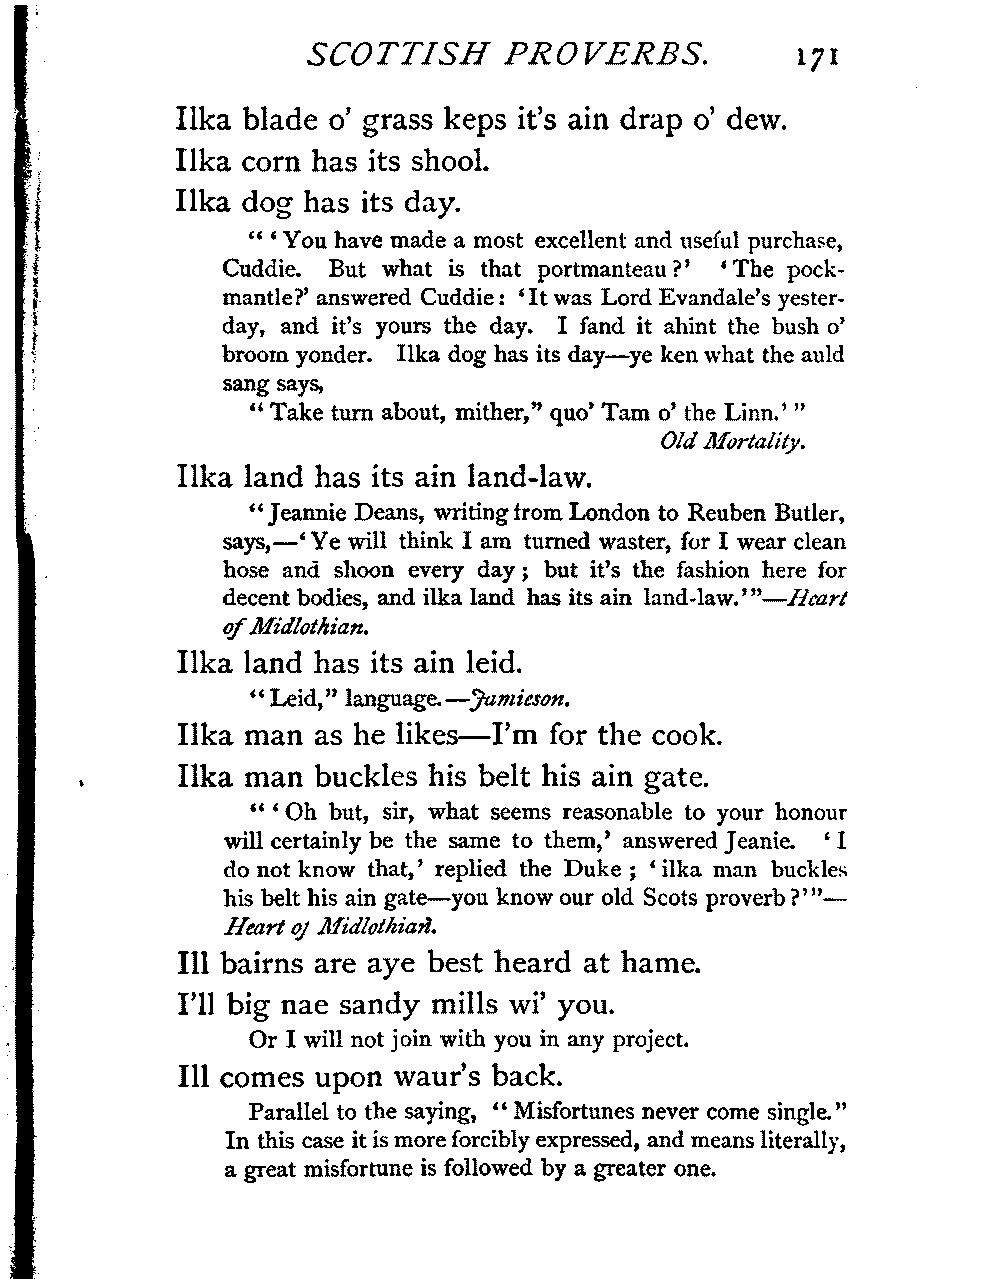 SCOTTISH PROVERBS. 171
Ilka blade o' grass keps it's ain drap o' dew.
Ilka corn has its shool.
Ilka dog has its day.
“ ‘ You have made a most excellent and useful purchase,
Cuddie. But what is that portmanteau?’ ‘The pock-
mantle?’ answered Cuddie: ‘It was Lord Evandale's yester-
day, and it's yours the day. I fand it ahint the bush o’
broom yonder. Ilka dog has its day—ye ken what the auld
sang says,
“ Take turn about, mither,” quo’ Tam o’ the Linn.’ ”
Old Mortality.
Ilka land has its ain land-law.
“Jeannie Deans, writing from London to Reuben Butler,
says,—‘Ye will think I am turned waster, for I wear clean
hose and shoon every day; but it's the fashion here for
decent bodies, and ilka land has its ain land-law.’”—Heart
of Midlothian.
Ilka land has its ain leid.
“Leid,” language.—Jamieson.
Ilka man as he likes—I'm for the cook.
Ilka man buckles his belt his ain gate.
“ ‘ Oh but, sir, what seems reasonable to your honour
will certainly be the same to them,’ answered Jeanie. ‘ I
do not know that,’ replied the Duke; ‘ilka man buckles
his belt his ain gate—you know our old Scots proverb?’”—
Heart of Midlothian.
Ill bairns are aye best heard at hame.
I'll big nae sandy mills wi' you.
Or I will not join with you in any project.
Ill comes upon waur's back.
Parallel to the saying, “ Misfortunes never come single.”
In this case it is more forcibly expressed, and means literally,
a great misfortune is followed by a greater one.